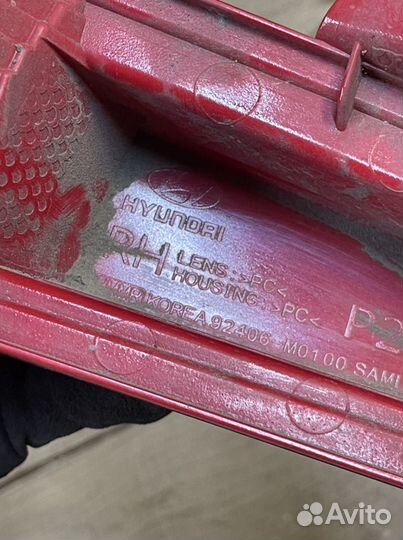 HYUNDAI
RH LENS:>PC<
HOUSING:>PC<
P2
KOREA 92406-M0100 SAMI
Avito